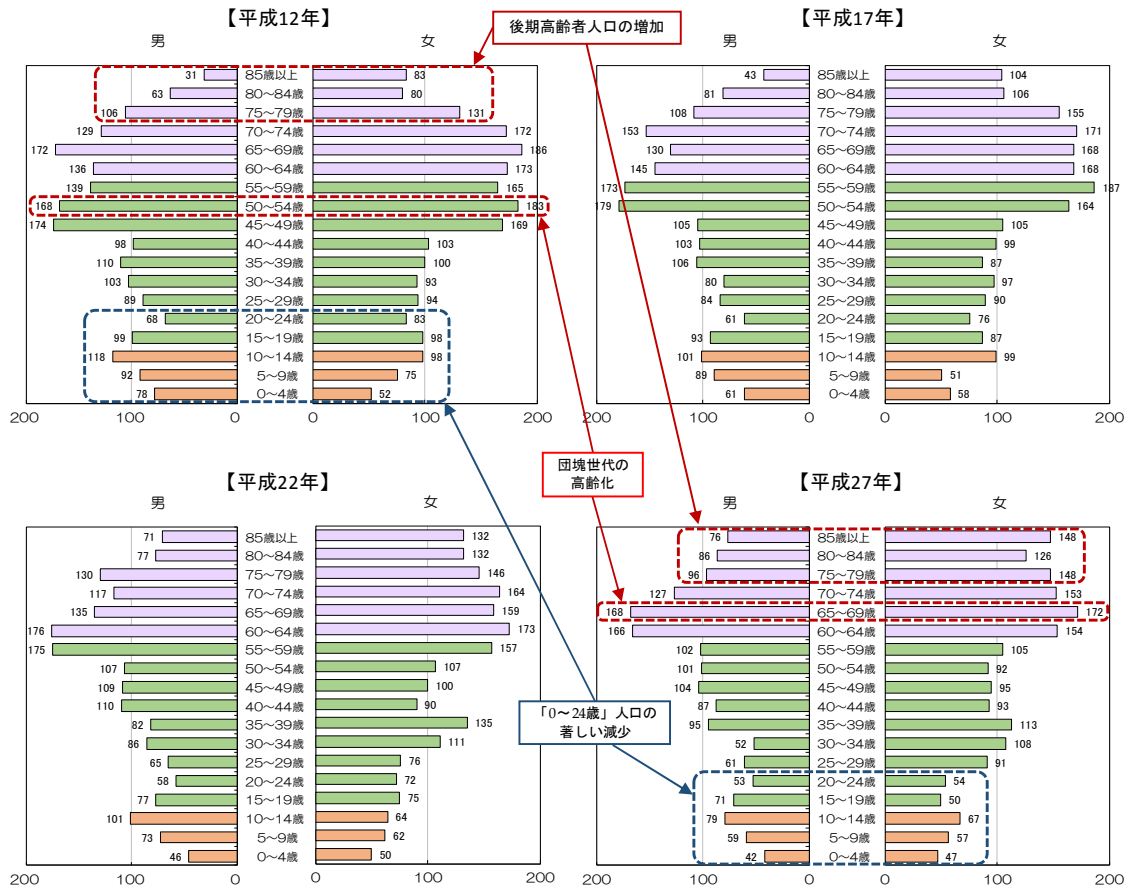 【平成12年】
男
女
31 85歳以上 83
63 80～84歳 80
106 75～79歳 131
129 70～74歳 172
172 65～69歳 186
136 60～64歳 173
139 55～59歳 165
168 50～54歳 183
174 45～49歳 169
98 40～44歳 103
110 35～39歳 100
103 30～34歳 93
89 25～29歳 94
68 20～24歳 83
99 15～19歳 98
118 10～14歳 98
92 5～9歳 75
78 0～4歳 52
200 100 0 0 100 200
後期高齢者人口の増加
【平成17年】
男
女
43 85歳以上 104
81 80～84歳 106
108 75～79歳 155
153 70～74歳 171
130 65～69歳 168
145 60～64歳 168
173 55～59歳 187
179 50～54歳 164
105 45～49歳 105
103 40～44歳 99
106 35～39歳 87
80 30～34歳 97
84 25～29歳 90
61 20～24歳 76
93 15～19歳 87
101 10～14歳 99
89 5～9歳 51
61 0～4歳 58
200 100 0 0 100 200
団塊世代の
高齢化
【平成22年】
男
女
71 85歳以上 132
77 80～84歳 132
130 75～79歳 146
117 70～74歳 164
135 65～69歳 159
176 60～64歳 173
175 55～59歳 157
107 50～54歳 107
109 45～49歳 100
110 40～44歳 90
82 35～39歳 135
86 30～34歳 111
65 25～29歳 76
58 20～24歳 72
77 15～19歳 75
101 10～14歳 64
73 5～9歳 62
46 0～4歳 50
200 100 0 0 100 200
「0～24歳」人口の
著しい減少
【平成27年】
男
女
76 85歳以上 148
86 80～84歳 126
96 75～79歳 148
127 70～74歳 153
168 65～69歳 172
166 60～64歳 154
102 55～59歳 105
101 50～54歳 92
104 45～49歳 95
87 40～44歳 93
95 35～39歳 113
52 30～34歳 108
61 25～29歳 91
53 20～24歳 54
71 15～19歳 50
79 10～14歳 67
59 5～9歳 57
42 0～4歳 47
200 100 0 0 100 200